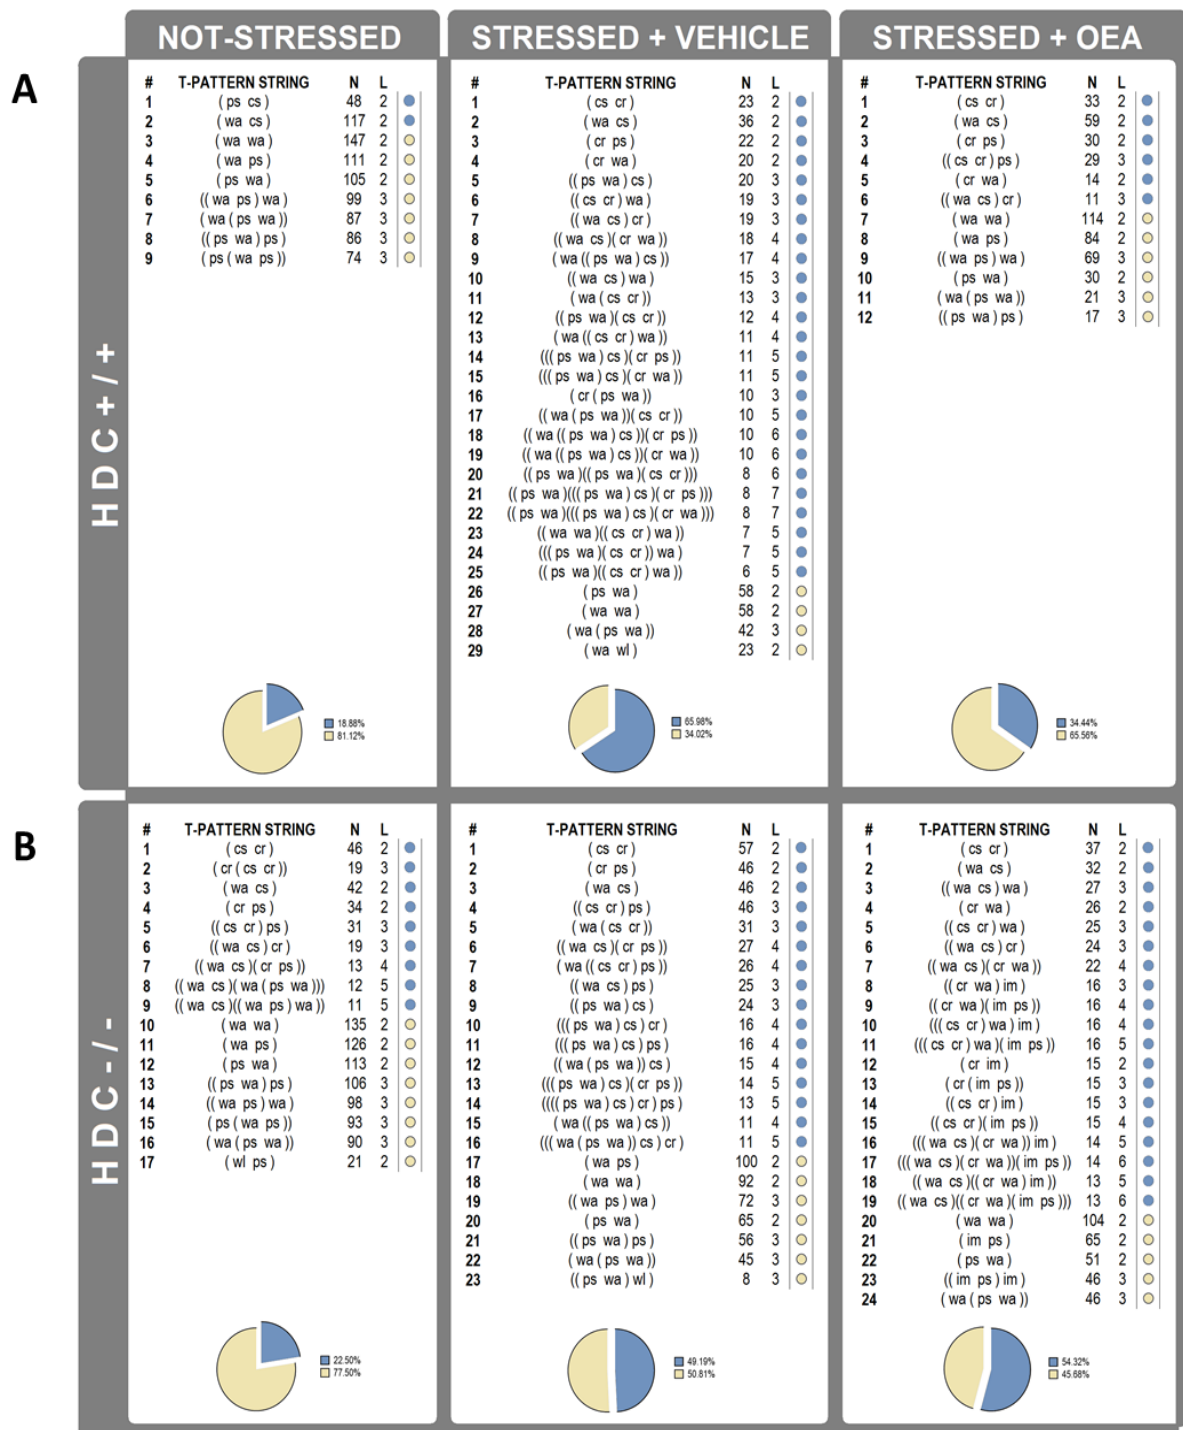 NOT-STRESSED
STRESSED + VEHICLE
STRESSED + OEA
A
HDC+/+
# T-PATTERN STRING N L
1 ( ps cs ) 48 2
2 ( wa cs ) 117 2
3 ( wa wa ) 147 2
4 ( wa ps ) 111 2
5 ( ps wa ) 105 2
6 (( wa ps ) wa ) 99 3
7 ( wa ( ps wa )) 87 3
8 (( ps wa ) ps ) 86 3
9 ( ps ( wa ps )) 74 3
18.88%
81.12%
# T-PATTERN STRING N L
1 ( cs cr ) 23 2
2 ( wa cs ) 36 2
3 ( cr ps ) 22 2
4 ( cr wa ) 20 2
5 (( ps wa ) cs ) 20 3
6 (( cs cr ) wa ) 19 3
7 (( wa cs ) cr ) 19 3
8 (( wa cs )( cr wa )) 18 4
9 ( wa (( ps wa ) cs )) 17 4
10 (( wa cs ) wa ) 15 3
11 ( wa ( cs cr )) 13 3
12 (( ps wa )( cs cr )) 12 4
13 ( wa (( cs cr ) wa )) 11 4
14 ((( ps wa ) cs )( cr ps )) 11 5
15 ((( ps wa ) cs )( cr wa )) 11 5
16 ( cr ( ps wa )) 10 3
17 (( wa ( ps wa ))( cs cr )) 10 5
18 (( wa (( ps wa ) cs ))( cr ps )) 10 6
19 (( wa (( ps wa ) cs ))( cr wa )) 10 6
20 (( ps wa )(( ps wa )( cs cr ))) 8 6
21 (( ps wa )((( ps wa ) cs )( cr ps ))) 8 7
22 (( ps wa )((( ps wa ) cs )( cr wa ))) 8 7
23 (( wa wa )(( cs cr ) wa )) 7 5
24 ((( ps wa )( cs cr )) wa ) 7 5
25 (( ps wa )(( cs cr ) wa )) 6 5
26 ( ps wa ) 58 2
27 ( wa wa ) 58 2
28 ( wa ( ps wa )) 42 3
29 ( wa wl ) 23 2
65.98%
34.02%
# T-PATTERN STRING N L
1 ( cs cr ) 33 2
2 ( wa cs ) 59 2
3 ( cr ps ) 30 2
4 (( cs cr ) ps ) 29 3
5 ( cr wa ) 14 2
6 (( wa cs ) cr ) 11 3
7 ( wa wa ) 114 2
8 ( wa ps ) 84 2
9 (( wa ps ) wa ) 69 3
10 ( ps wa ) 30 2
11 ( wa ( ps wa )) 21 3
12 (( ps wa ) ps ) 17 3
34.44%
65.56%
B
HDC-/-
# T-PATTERN STRING N L
1 ( cs cr ) 46 2
2 ( cr ( cs cr )) 19 3
3 ( wa cs ) 42 2
4 ( cr ps ) 34 2
5 (( cs cr ) ps ) 31 3
6 (( wa cs ) cr ) 19 3
7 (( wa cs )( cr ps )) 13 4
8 (( wa cs )( wa ( ps wa ))) 12 5
9 (( wa cs )(( wa ps ) wa )) 11 5
10 ( wa wa ) 135 2
11 ( wa ps ) 126 2
12 ( ps wa ) 113 2
13 (( ps wa ) ps ) 106 3
14 (( wa ps ) wa ) 98 3
15 ( ps ( wa ps )) 93 3
16 ( wa ( ps wa )) 90 3
17 ( wl ps ) 21 2
22.50%
77.50%
# T-PATTERN STRING N L
1 ( cs cr ) 57 2
2 ( cr ps ) 46 2
3 ( wa cs ) 46 2
4 (( cs cr ) ps ) 46 3
5 ( wa ( cs cr )) 31 3
6 (( wa cs )( cr ps )) 27 4
7 ( wa (( cs cr ) ps )) 26 4
8 (( wa cs ) ps ) 25 3
9 (( ps wa ) cs ) 24 3
10 ((( ps wa ) cs ) cr ) 16 4
11 ((( ps wa ) cs ) ps ) 16 4
12 (( wa ( ps wa )) cs ) 15 4
13 ((( ps wa ) cs )( cr ps )) 14 5
14 (((( ps wa ) cs ) cr ) ps ) 13 5
15 ( wa (( ps wa ) cs )) 11 4
16 ((( wa ( ps wa )) cs ) cr ) 11 5
17 ( wa ps ) 100 2
18 ( wa wa ) 92 2
19 (( wa ps ) wa ) 72 3
20 ( ps wa ) 65 2
21 (( ps wa ) ps ) 56 3
22 ( wa ( ps wa )) 45 3
23 (( ps wa ) wl ) 8 3
49.19%
50.81%
# T-PATTERN STRING N L
1 ( cs cr ) 37 2
2 ( wa cs ) 32 2
3 (( wa cs ) wa ) 27 3
4 ( cr wa ) 26 2
5 (( cs cr ) wa ) 25 3
6 (( wa cs ) cr ) 24 3
7 (( wa cs )( cr wa )) 22 4
8 (( cr wa ) im ) 16 3
9 (( cr wa )( im ps )) 16 4
10 ((( cs cr ) wa ) im ) 16 4
11 ((( cs cr ) wa )( im ps )) 16 5
12 ( cr im ) 15 2
13 ( cr ( im ps )) 15 3
14 (( cs cr ) im ) 15 3
15 (( cs cr )( im ps )) 15 4
16 ((( wa cs )( cr wa )) im ) 14 5
17 ((( wa cs )( cr wa ))( im ps )) 14 6
18 (( wa cs )(( cr wa ) im )) 13 5
19 (( wa cs )(( cr wa )( im ps ))) 13 6
20 ( wa wa ) 104 2
21 ( im ps ) 65 2
22 ( ps wa ) 51 2
23 (( im ps ) im ) 46 3
24 ( wa ( ps wa )) 46 3
54.32%
45.68%